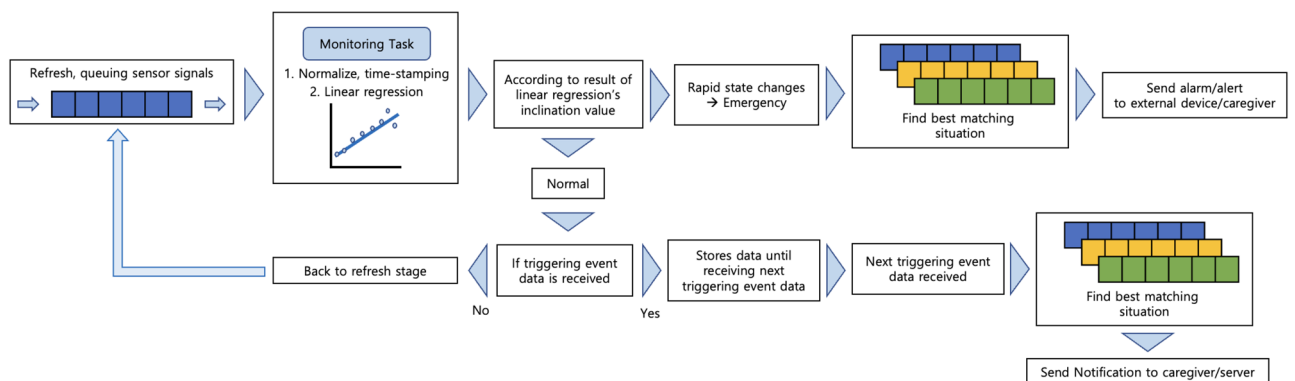 Refresh, queuing sensor signals
Monitoring Task
1. Normalize, time-stamping
2. Linear regression
According to result of
linear regression's
inclination value
Rapid state changes
→ Emergency
Find best matching
situation
Send alarm/alert
to external device/caregiver
Normal
Back to refresh stage
If triggering event
data is received
No
Yes
Stores data until
receiving next
triggering event data
Next triggering event
data received
Find best matching
situation
Send Notification to caregiver/server